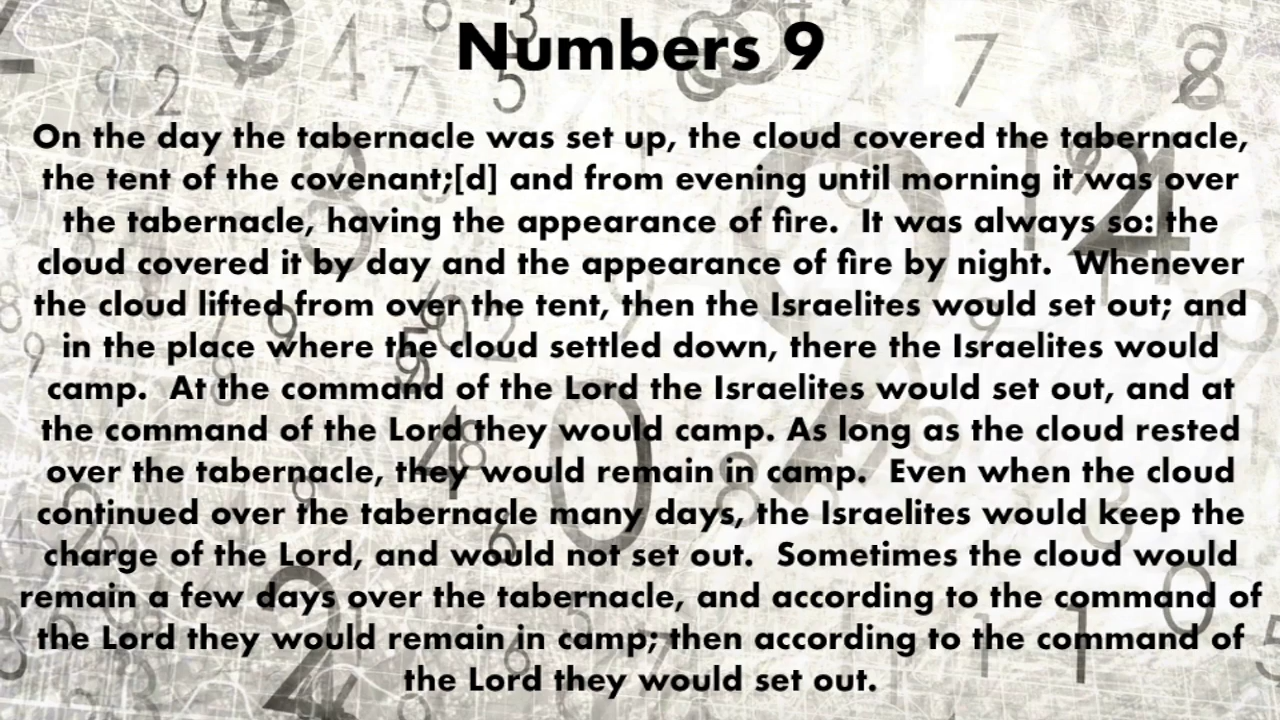 Numbers 9
On the day the tabernacle was set up, the cloud covered the tabernacle,
the tent of the covenant;[d] and from evening until morning it was over
the tabernacle, having the appearance of fire.  It was always so: the
cloud covered it by day and the appearance of fire by night.  Whenever
the cloud lifted from over the tent, then the Israelites would set out; and
in the place where the cloud settled down, there the Israelites would
camp.  At the command of the Lord the Israelites would set out, and at
the command of the Lord they would camp. As long as the cloud rested
over the tabernacle, they would remain in camp.  Even when the cloud
continued over the tabernacle many days, the Israelites would keep the
charge of the Lord, and would not set out.  Sometimes the cloud would
remain a few days over the tabernacle, and according to the command of
the Lord they would remain in camp; then according to the command of
the Lord they would set out.